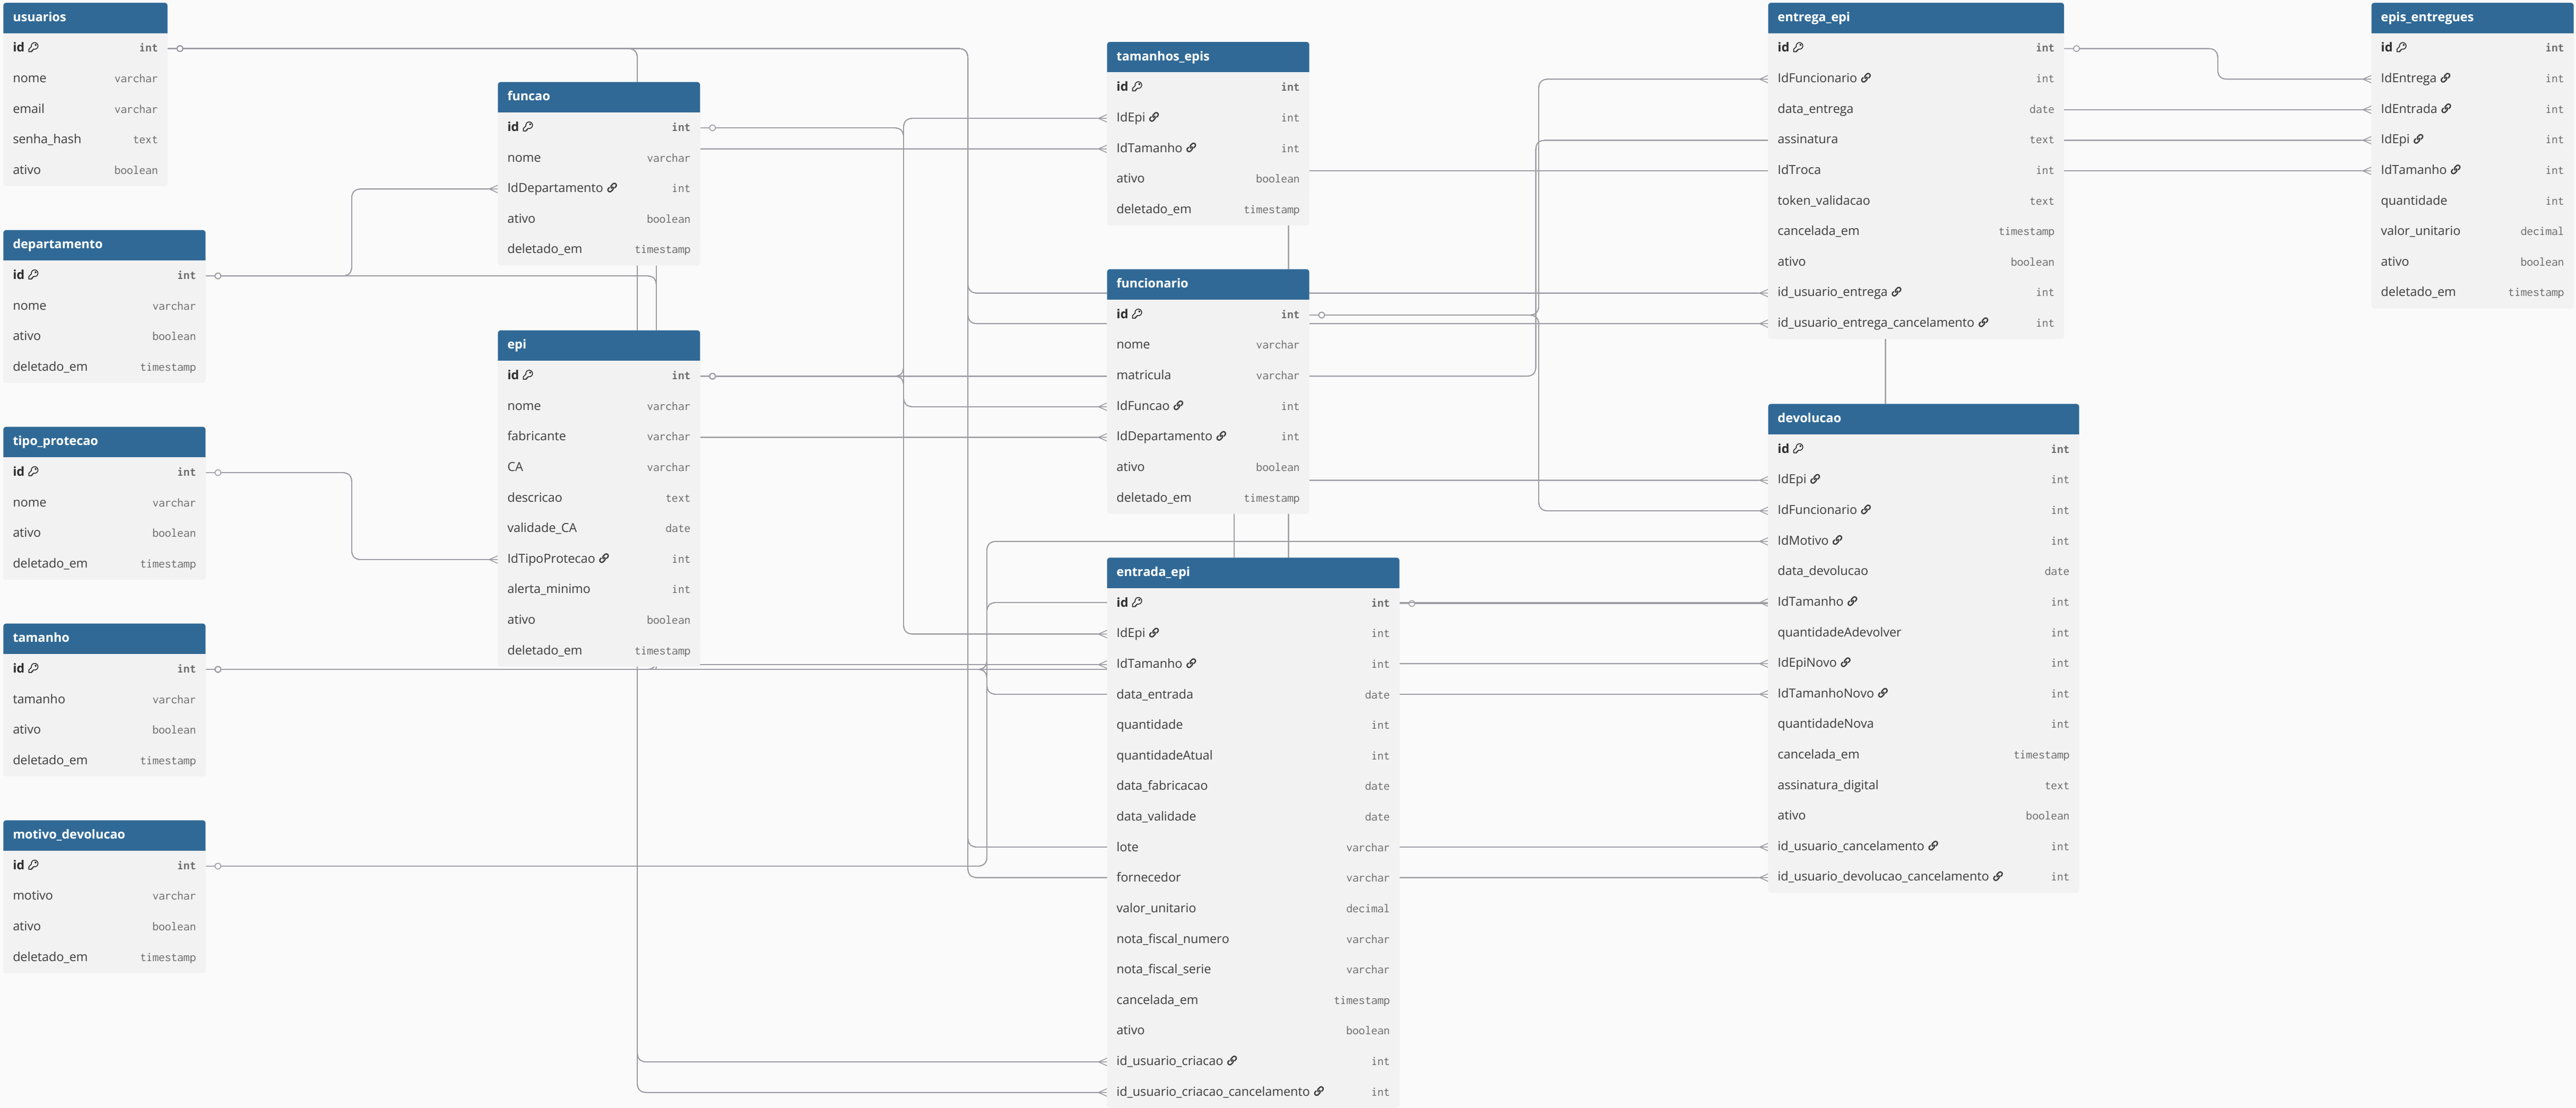 usuarios
id int
nome varchar
email varchar
senha_hash text
ativo boolean
departamento
id int
nome varchar
ativo boolean
deletado_em timestamp
tipo_protecao
id int
nome varchar
ativo boolean
deletado_em timestamp
tamanho
id int
tamanho varchar
ativo boolean
deletado_em timestamp
motivo_devolucao
id int
motivo varchar
ativo boolean
deletado_em timestamp
funcao
id int
nome varchar
IdDepartamento int
ativo boolean
deletado_em timestamp
epi
id int
nome varchar
fabricante varchar
CA varchar
descricao text
validade_CA date
IdTipoProtecao int
alerta_minimo int
ativo boolean
deletado_em timestamp
tamanhos_epis
id int
IdEpi int
IdTamanho int
ativo boolean
deletado_em timestamp
funcionario
id int
nome varchar
matricula varchar
IdFuncao int
IdDepartamento int
ativo boolean
deletado_em timestamp
entrada_epi
id int
IdEpi int
IdTamanho int
data_entrada date
quantidade int
quantidadeAtual int
data_fabricacao date
data_validade date
lote varchar
fornecedor varchar
valor_unitario decimal
nota_fiscal_numero varchar
nota_fiscal_serie varchar
cancelada_em timestamp
ativo boolean
id_usuario_criacao int
id_usuario_criacao_cancelamento int
entrega_epi
id int
IdFuncionario int
data_entrega date
assinatura text
IdTroca int
token_validacao text
cancelada_em timestamp
ativo boolean
id_usuario_entrega int
id_usuario_entrega_cancelamento int
devolucao
id int
IdEpi int
IdFuncionario int
IdMotivo int
data_devolucao date
IdTamanho int
quantidadeAdevolver int
IdEpiNovo int
IdTamanhoNovo int
quantidadeNova int
cancelada_em timestamp
assinatura_digital text
ativo boolean
id_usuario_cancelamento int
id_usuario_devolucao_cancelamento int
epis_entregues
id int
IdEntrega int
IdEntrada int
IdEpi int
IdTamanho int
quantidade int
valor_unitario decimal
ativo boolean
deletado_em timestamp